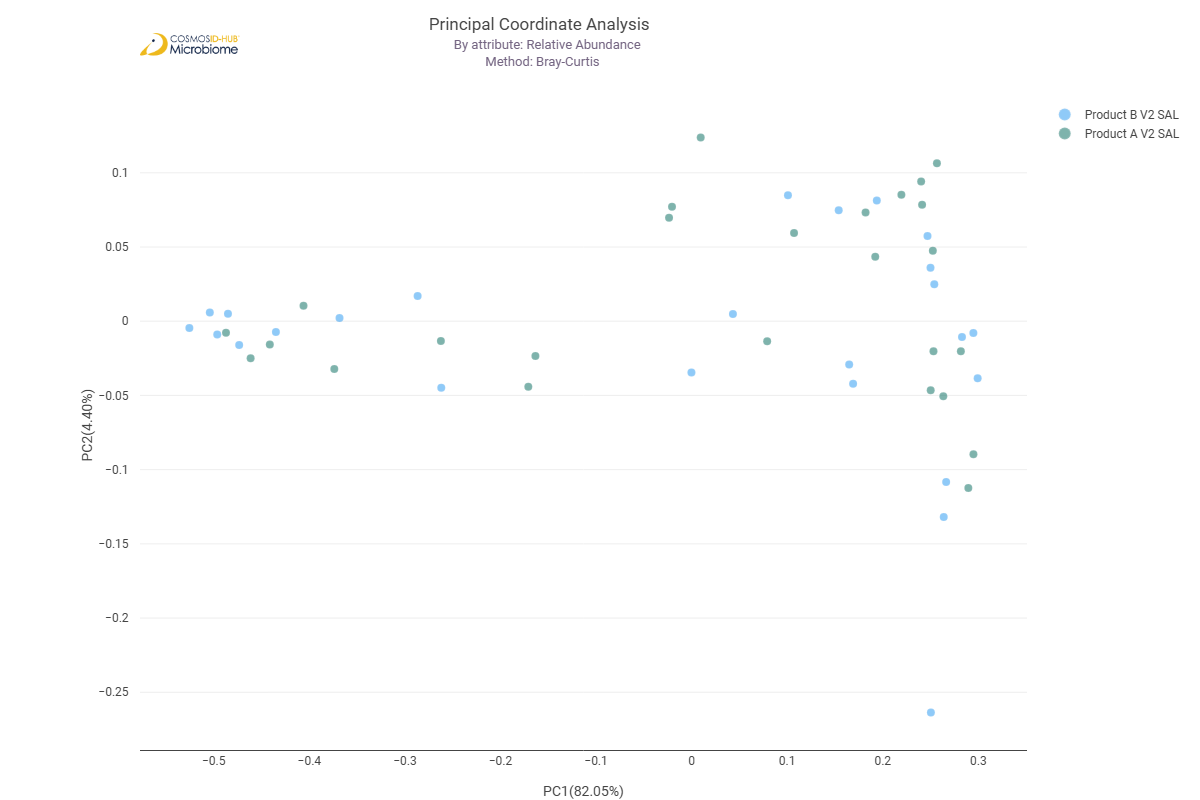 Principal Coordinate Analysis
By attribute: Relative Abundance
Method: Bray-Curtis
COSMOSID-HUB
Microbiome
Product B V2 SAL
Product A V2 SAL
0.1
0.05
0
−0.05
−0.1
−0.15
−0.2
−0.25
PC2(4.40%)
−0.5
−0.4
−0.3
−0.2
−0.1
0
0.1
0.2
0.3
PC1(82.05%)